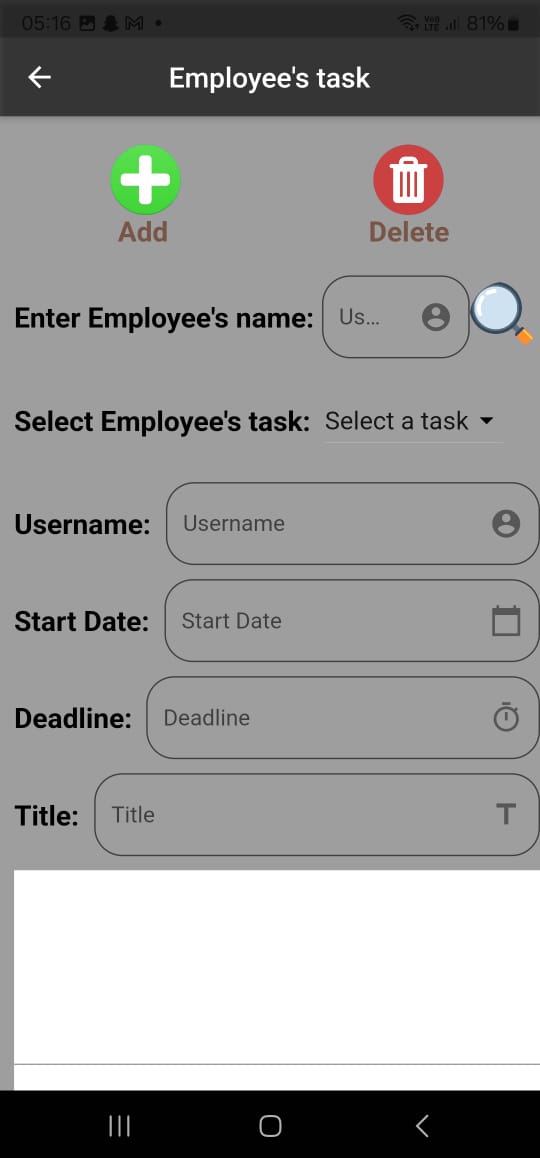 05:16 81%
Employee's task
Add Delete
Enter Employee's name: Us...
Select Employee's task: Select a task
Username: Username
Start Date: Start Date
Deadline: Deadline
Title: Title T